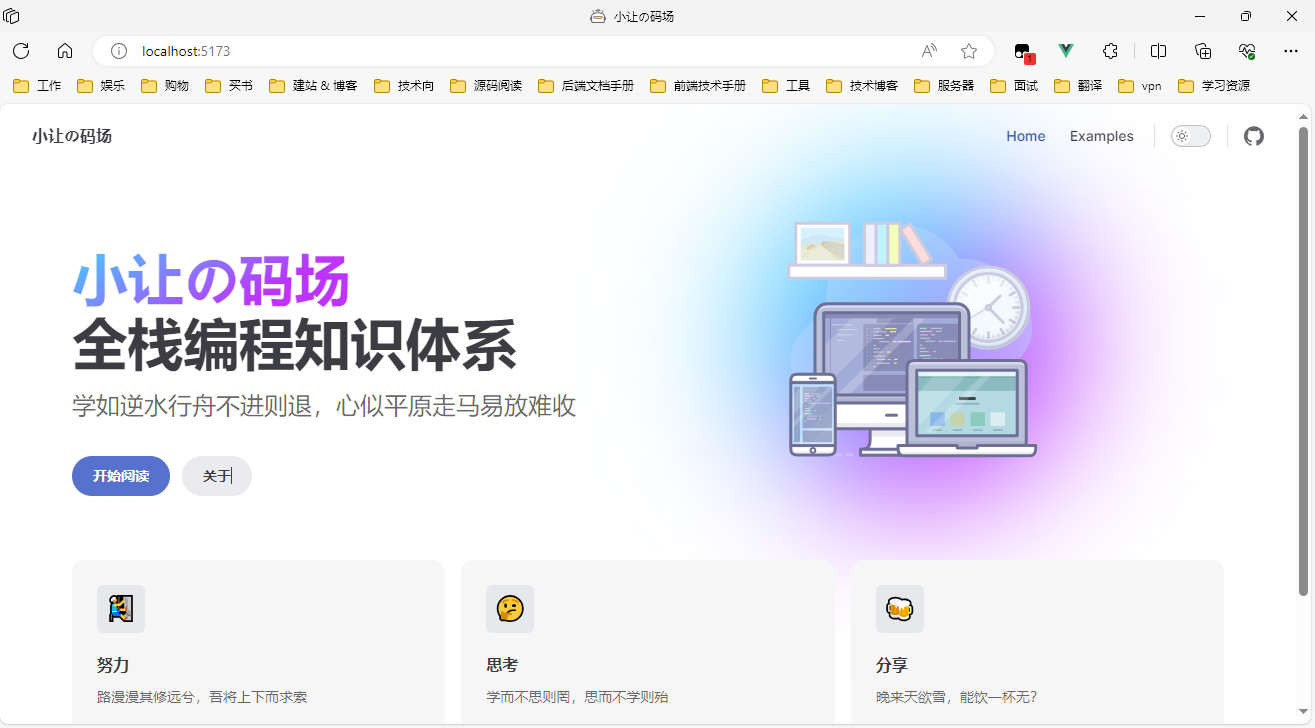 小让の码场
localhost:5173
1
工作 娱乐 购物 买书 建站 & 博客 技术向 源码阅读 后端文档手册 前端技术手册 工具 技术博客 服务器 面试 翻译 vpn 学习资源
小让の码场 Home Examples
小让の码场
全栈编程知识体系
学如逆水行舟不进则退，心似平原走马易放难收
开始阅读 关于
努力 思考 分享
路漫漫其修远兮，吾将上下而求索 学而不思则罔，思而不学则殆 晚来天欲雪，能饮一杯无？